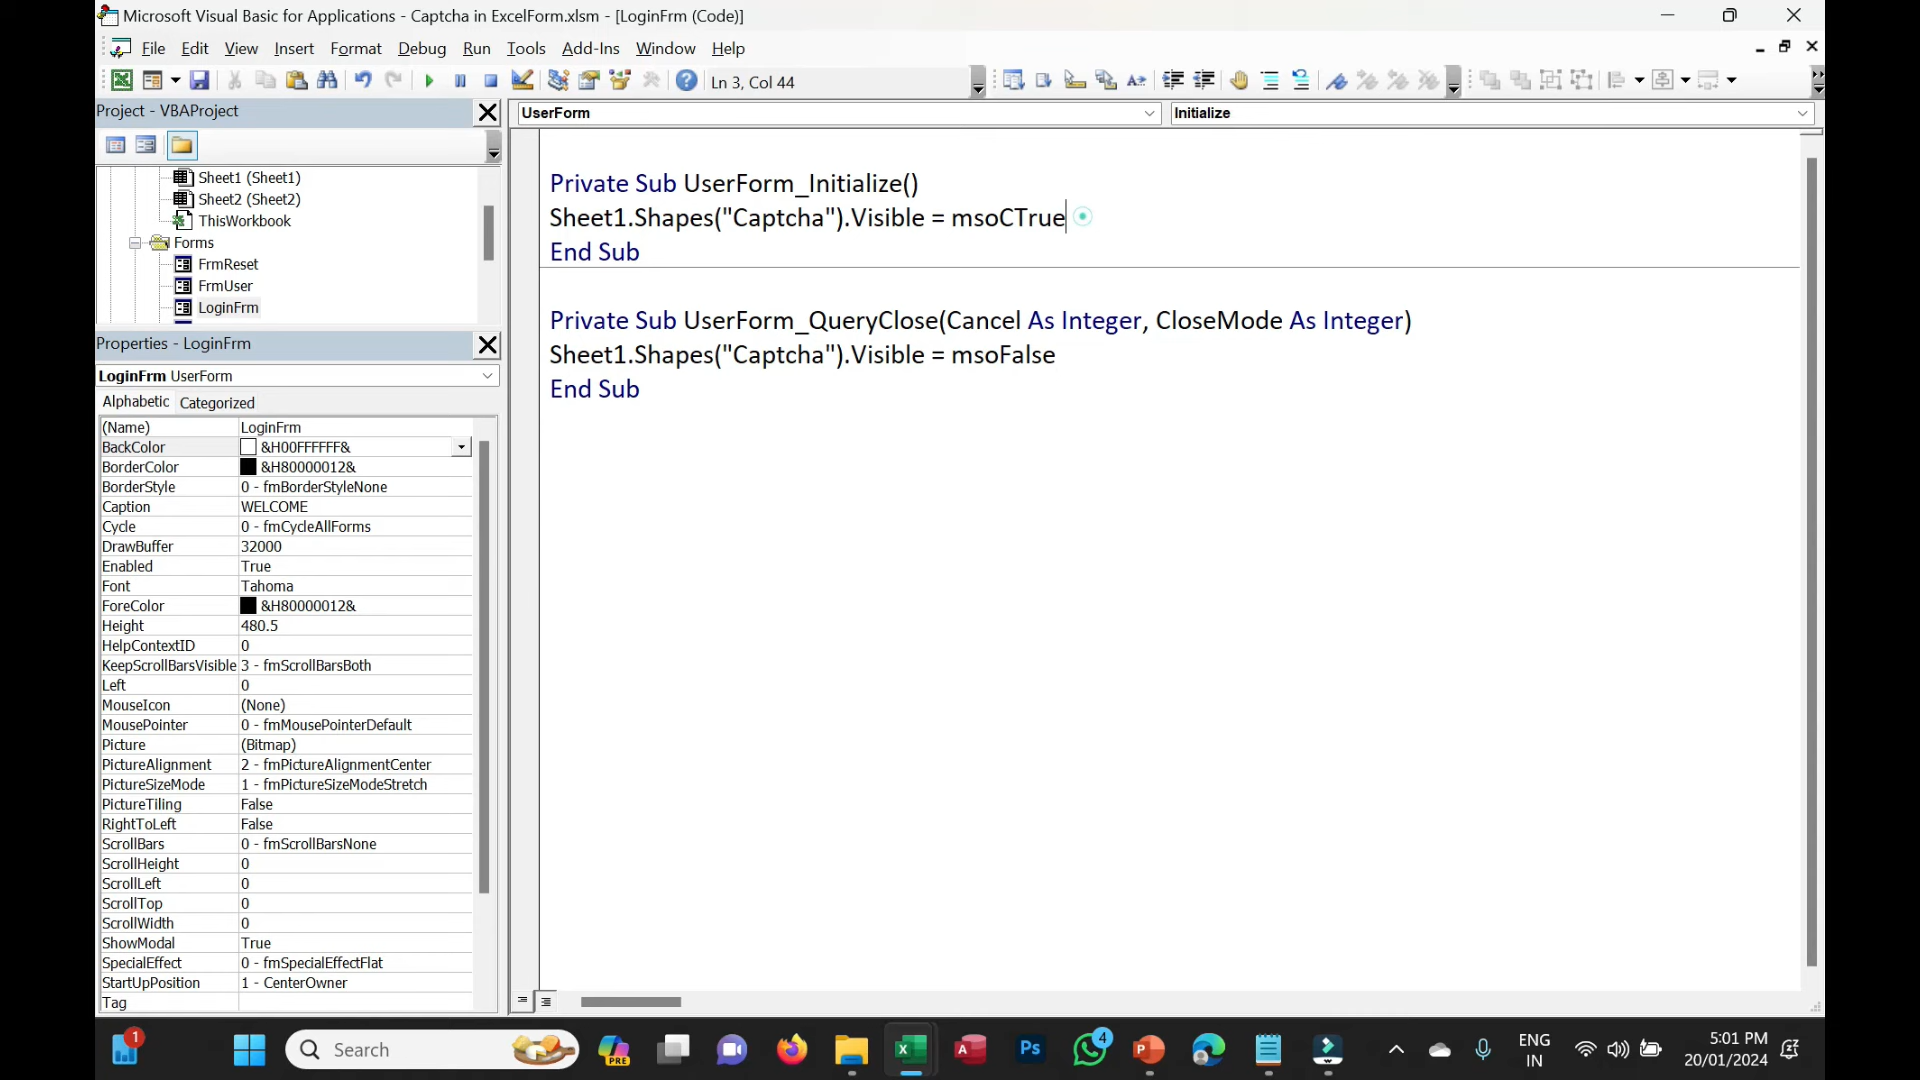 Microsoft Visual Basic for Applications - Captcha in ExcelForm.xlsm - [LoginFrm (Code)]
File Edit View Insert Format Debug Run Tools Add-Ins Window Help
Ln 3, Col 44
Project - VBAProject
UserForm
Initialize
Sheet1 (Sheet1)
Sheet2 (Sheet2)
ThisWorkbook
Forms
FrmReset
FrmUser
LoginFrm
Properties - LoginFrm
LoginFrm UserForm
Alphabetic Categorized
(Name) LoginFrm
BackColor &H00FFFFFF&
BorderColor &H80000012&
BorderStyle 0 - fmBorderStyleNone
Caption WELCOME
Cycle 0 - fmCycleAllForms
DrawBuffer 32000
Enabled True
Font Tahoma
ForeColor &H80000012&
Height 480.5
HelpContextID 0
KeepScrollBarsVisible 3 - fmScrollBarsBoth
Left 0
MouseIcon (None)
MousePointer 0 - fmMousePointerDefault
Picture (Bitmap)
PictureAlignment 2 - fmPictureAlignmentCenter
PictureSizeMode 1 - fmPictureSizeModeStretch
PictureTiling False
RightToLeft False
ScrollBars 0 - fmScrollBarsNone
ScrollHeight 0
ScrollLeft 0
ScrollTop 0
ScrollWidth 0
ShowModal True
SpecialEffect 0 - fmSpecialEffectFlat
StartUpPosition 1 - CenterOwner
Tag
Private Sub UserForm_Initialize()
Sheet1.Shapes("Captcha").Visible = msoCTrue
End Sub
Private Sub UserForm_QueryClose(Cancel As Integer, CloseMode As Integer)
Sheet1.Shapes("Captcha").Visible = msoFalse
End Sub
1
Search
PRE
A
Ps
4
P
ENG
IN
5:01 PM
20/01/2024